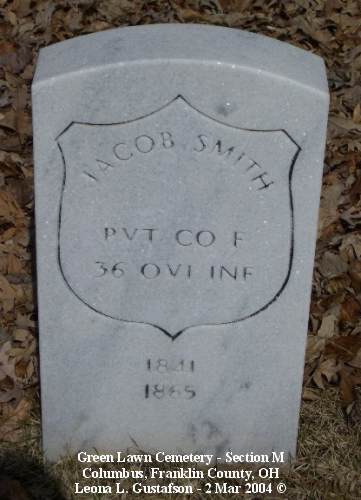 JACOB SMITH
PVT CO F
36 OVI INF
1841
1865
Green Lawn Cemetery - Section M
Columbus, Franklin County, OH
Leona L. Gustafson - 2 Mar 2004 ©